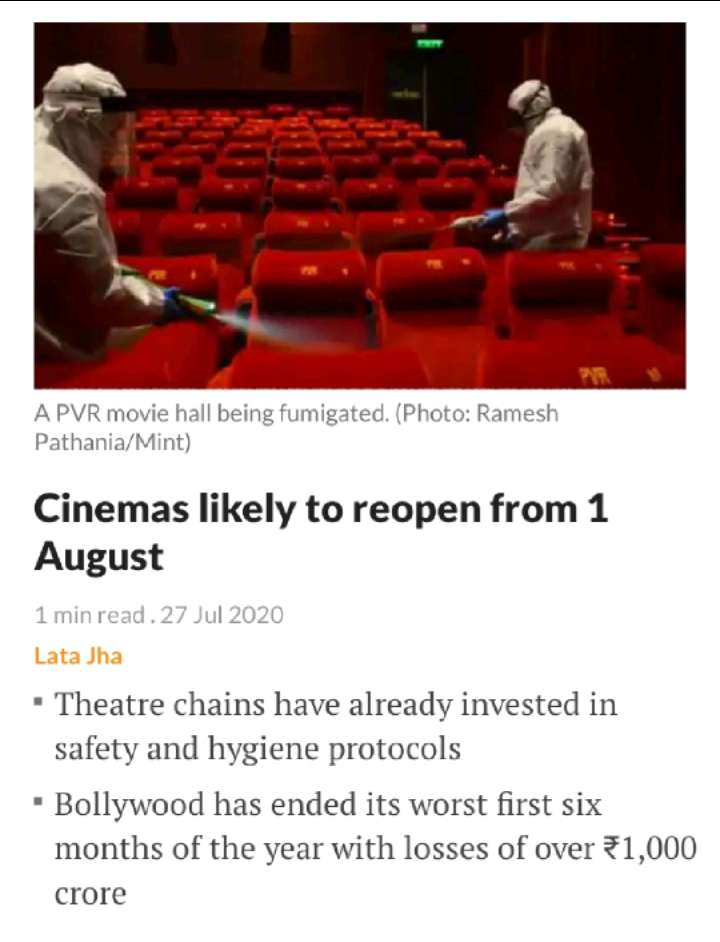 EXIT
PVR
A PVR movie hall being fumigated. (Photo: Ramesh
Pathania/Mint)
Cinemas likely to reopen from 1
August
1 min read . 27 Jul 2020
Lata Jha
▪ Theatre chains have already invested in
safety and hygiene protocols
▪ Bollywood has ended its worst first six
months of the year with losses of over ₹1,000
crore